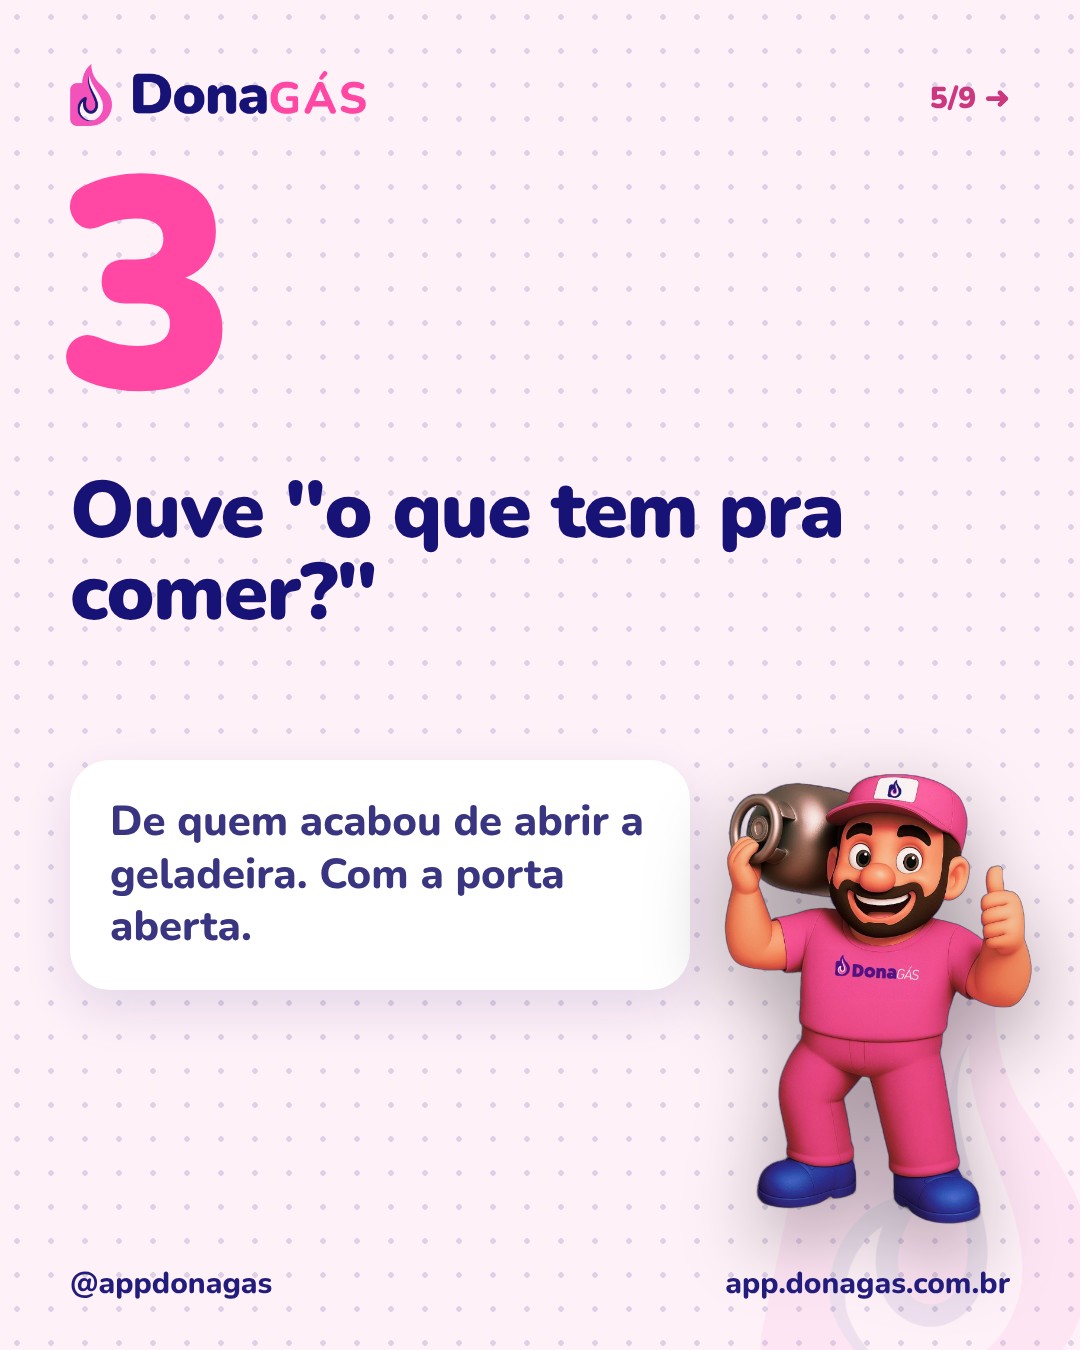 DonaGÁS
5/9 ➜
3
Ouve "o que tem pra
comer?"
De quem acabou de abrir a
geladeira. Com a porta
aberta.
DonaGÁS
@appdonagas
app.donagas.com.br